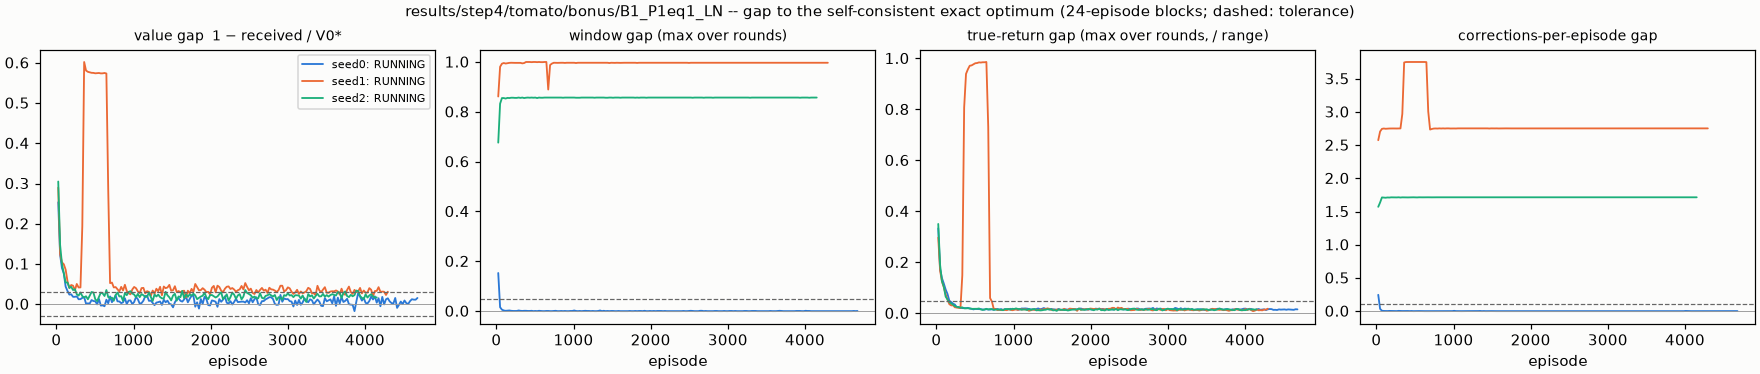 results/step4/tomato/bonus/B1_P1eq1_LN -- gap to the self-consistent exact optimum (24-episode blocks; dashed: tolerance)
value gap 1 − received / V0*
0.6
0.5
0.4
0.3
0.2
0.1
0.0
seed0: RUNNING
seed1: RUNNING
seed2: RUNNING
0 1000 2000 3000 4000
episode
window gap (max over rounds)
1.0
0.8
0.6
0.4
0.2
0.0
0 1000 2000 3000 4000
episode
true-return gap (max over rounds, / range)
1.0
0.8
0.6
0.4
0.2
0.0
0 1000 2000 3000 4000
episode
corrections-per-episode gap
3.5
3.0
2.5
2.0
1.5
1.0
0.5
0.0
0 1000 2000 3000 4000
episode